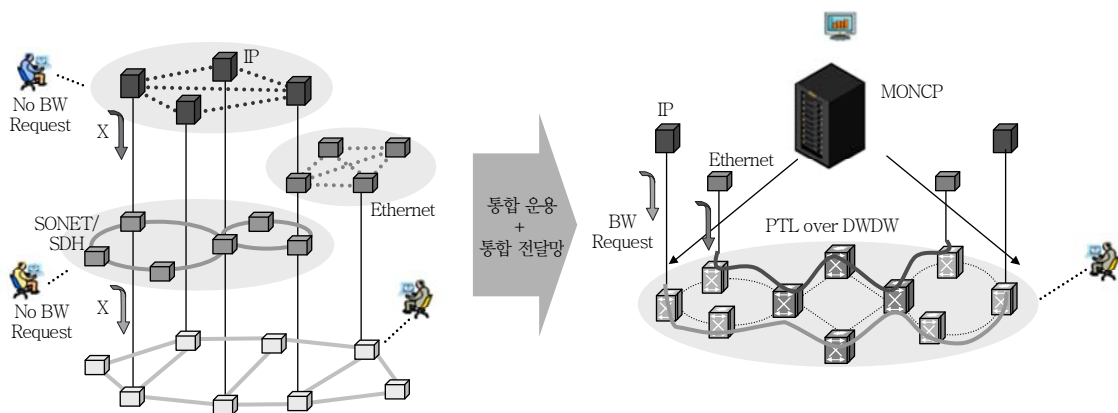 IP
No BW
Request
X
Ethernet
SONET/
SDH
No BW
Request
X
통합 운용
+
통합 전달망
MONCP
IP
Ethernet
BW
Request
PTL over DWDW